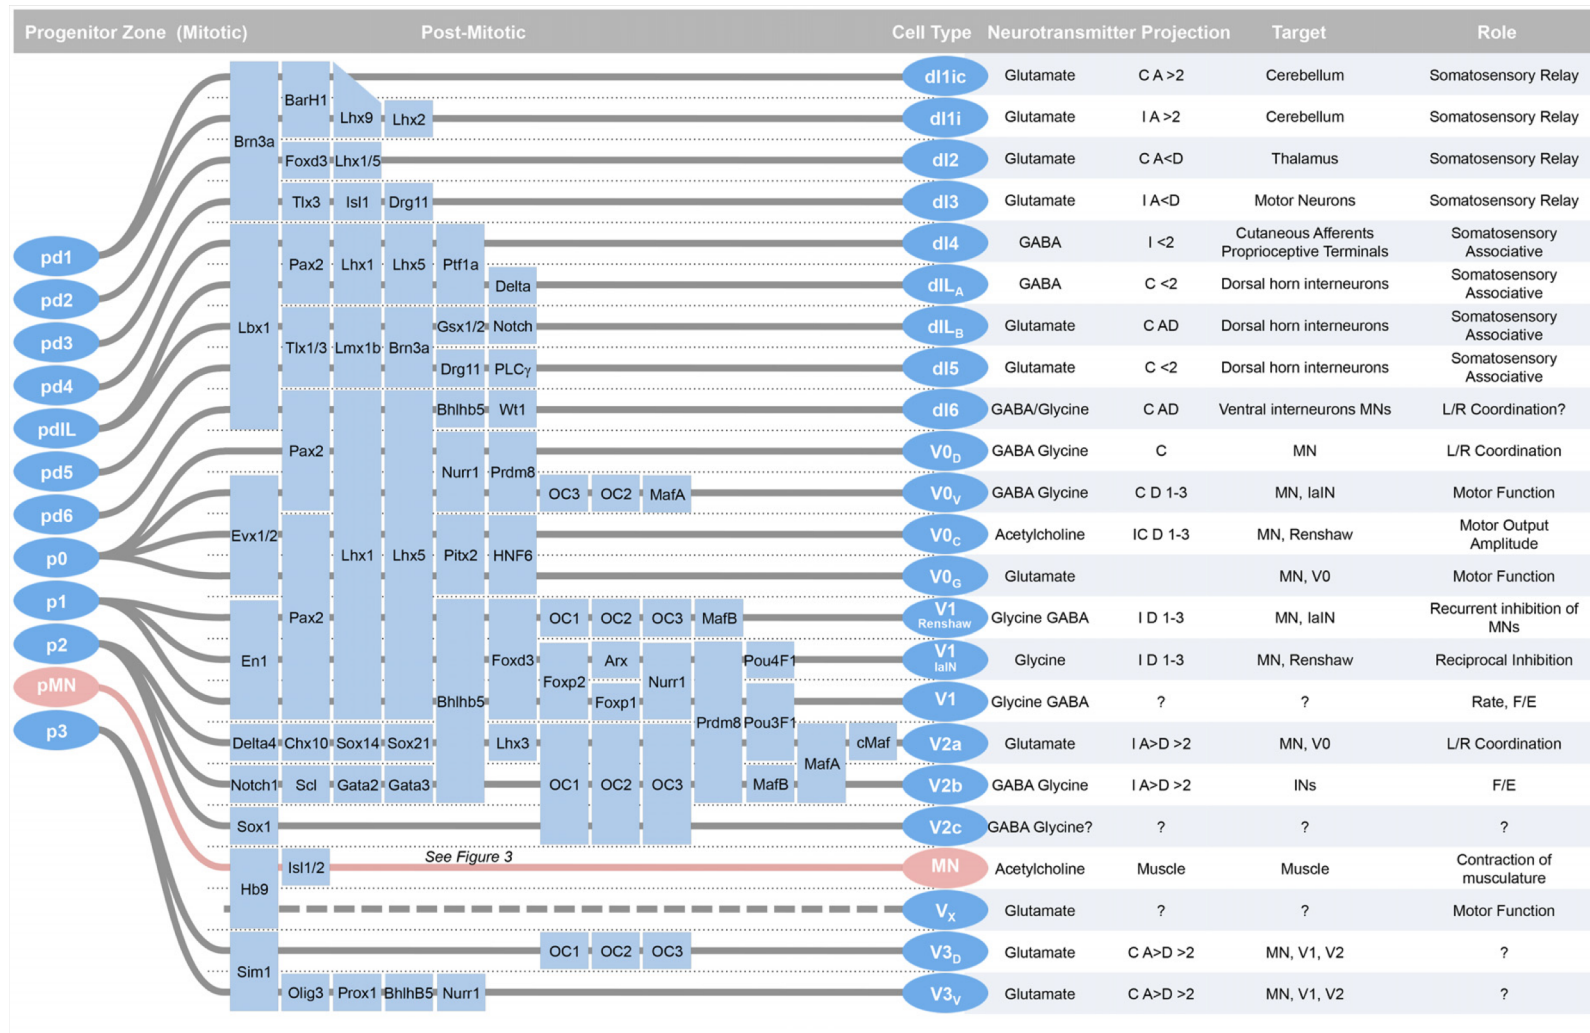 Progenitor Zone (Mitotic) Post-Mitotic Cell Type Neurotransmitter Projection Target Role
dI1ic Glutamate C A >2 Cerebellum Somatosensory Relay
BarH1
Lhx9 Lhx2 dI1i Glutamate I A >2 Cerebellum Somatosensory Relay
Brn3a
Foxd3 Lhx1/5 dI2 Glutamate C A<D Thalamus Somatosensory Relay
Tlx3 Isl1 Drg11 dI3 Glutamate I A<D Motor Neurons Somatosensory Relay
pd1
pd2
pd3
pd4
pdIL
pd5
pd6
p0
p1
p2
pMN
p3
Lbx1
Pax2 Lhx1 Lhx5 Ptf1a
dI4 GABA I <2 Cutaneous Afferents Proprioceptive Terminals Somatosensory Associative
Delta dILA GABA C <2 Dorsal horn interneurons Somatosensory Associative
Tlx1/3 Lmx1b Brn3a
Gsx1/2 Notch dILB Glutamate C AD Dorsal horn interneurons Somatosensory Associative
Drg11 PLCγ dI5 Glutamate C <2 Dorsal horn interneurons Somatosensory Associative
Bhlhb5 Wt1 dI6 GABA/Glycine C AD Ventral interneurons MNs L/R Coordination?
Pax2 Lhx1 Lhx5
Nurr1 Prdm8
V0D GABA Glycine C MN L/R Coordination
OC3 OC2 MafA V0V GABA Glycine C D 1-3 MN, IaIN Motor Function
Evx1/2
Pitx2 HNF6
V0C Acetylcholine IC D 1-3 MN, Renshaw Motor Output Amplitude
V0G Glutamate MN, V0 Motor Function
Pax2
OC1 OC2 OC3 MafB V1 Renshaw Glycine GABA I D 1-3 MN, IaIN Recurrent inhibition of MNs
En1 Bhlhb5 Foxd3
Foxp2 Arx Nurr1 Prdm8 Pou4F1 V1 IaIN Glycine I D 1-3 MN, Renshaw Reciprocal Inhibition
Foxp1 Pou3F1 V1 Glycine GABA ? ? Rate, F/E
Delta4 Chx10 Sox14 Sox21 Lhx3 MafA cMaf V2a Glutamate I A>D >2 MN, V0 L/R Coordination
Notch1 Scl Gata2 Gata3 OC1 OC2 OC3 MafB V2b GABA Glycine I A>D >2 INs F/E
Sox1 V2c GABA Glycine? ? ? ?
Hb9
Isl1/2 See Figure 3 MN Acetylcholine Muscle Muscle Contraction of musculature
VX Glutamate ? ? Motor Function
Sim1
OC1 OC2 OC3 V3D Glutamate C A>D >2 MN, V1, V2 ?
Olig3 Prox1 BhlhB5 Nurr1 V3V Glutamate C A>D >2 MN, V1, V2 ?